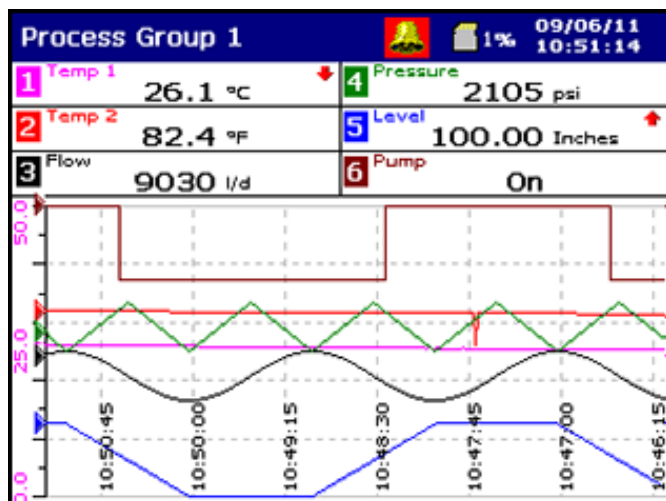 Process Group 1
1%
09/06/11
10:51:14
1 Temp 1
26.1 °C
4 Pressure
2105 psi
2 Temp 2
82.4 °F
5 Level
100.00 Inches
3 Flow
9030 l/d
6 Pump
On
50.0
25.0
0.0
10:50:45
10:50:00
10:49:15
10:48:30
10:47:45
10:47:00
10:46:15